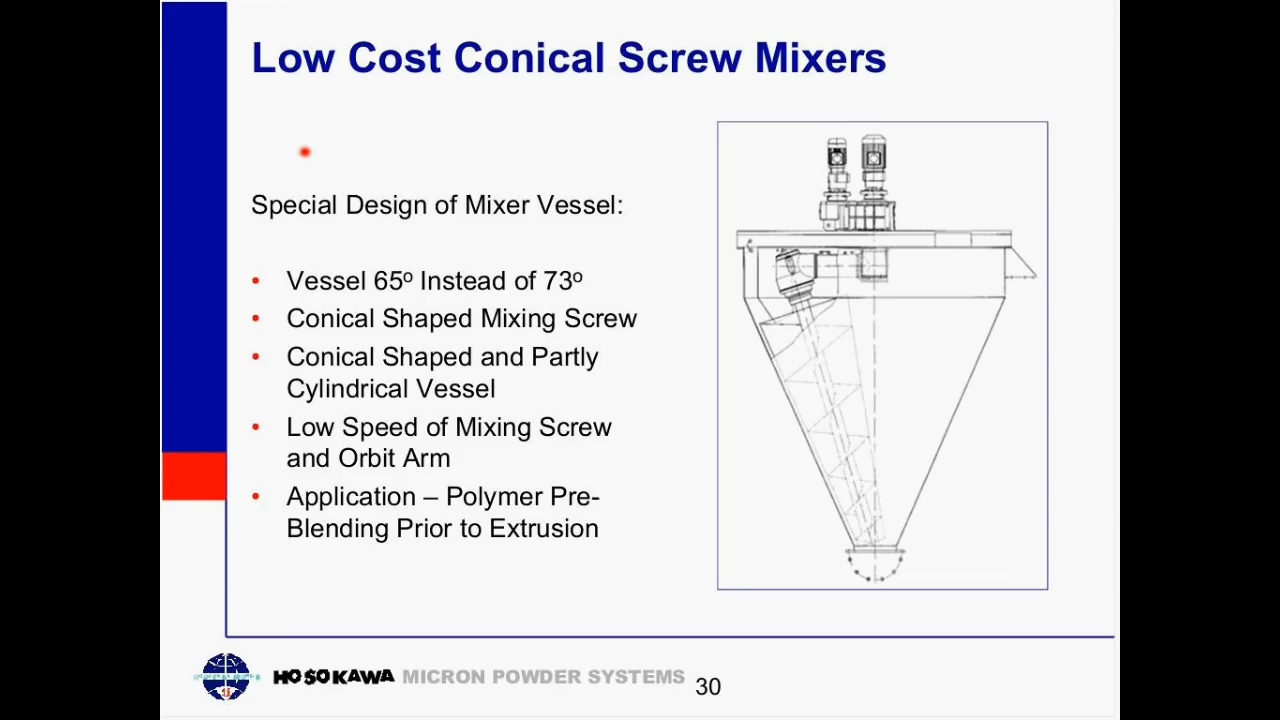 Low Cost Conical Screw Mixers
Special Design of Mixer Vessel:
• Vessel 65º Instead of 73º
• Conical Shaped Mixing Screw
• Conical Shaped and Partly
Cylindrical Vessel
• Low Speed of Mixing Screw
and Orbit Arm
• Application – Polymer Pre-
Blending Prior to Extrusion
HOSOKAWA MICRON POWDER SYSTEMS
30